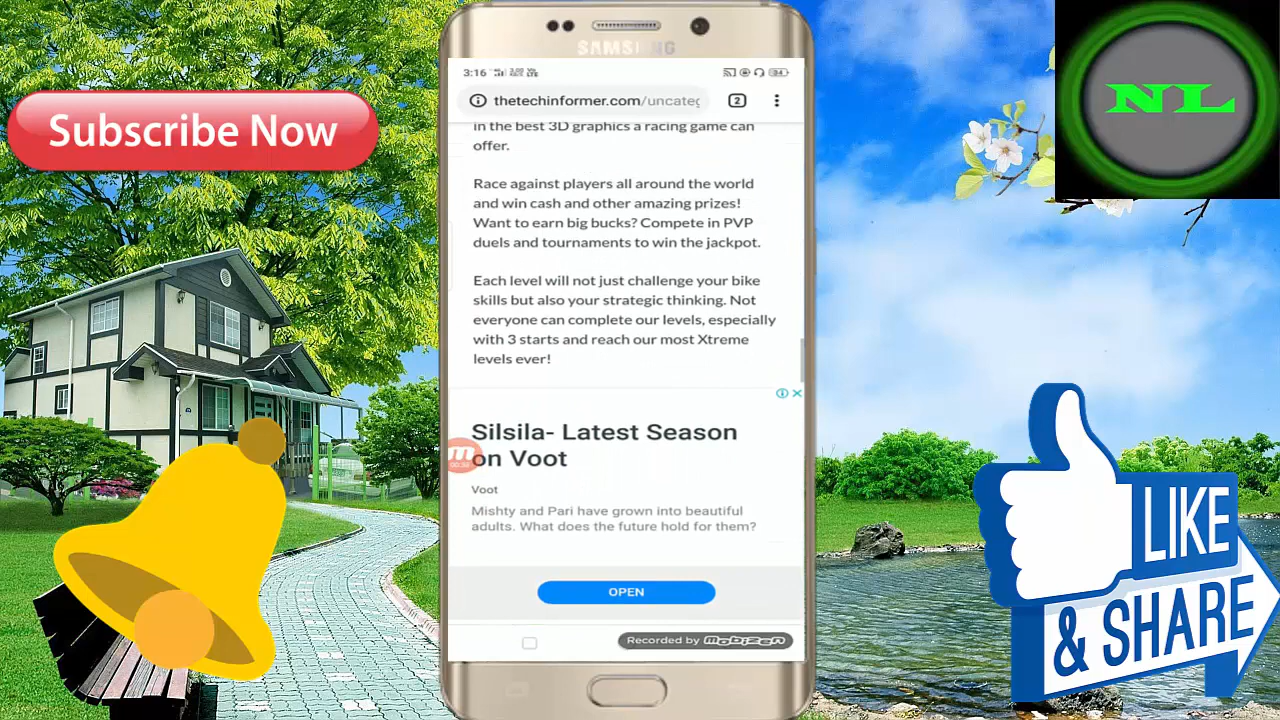 SAMSUNG
3:16
34
thetechinformer.com/uncateg
2
in the best 3D graphics a racing game can
offer.
Race against players all around the world
and win cash and other amazing prizes!
Want to earn big bucks? Compete in PVP
duels and tournaments to win the jackpot.
Each level will not just challenge your bike
skills but also your strategic thinking. Not
everyone can complete our levels, especially
with 3 starts and reach our most Xtreme
levels ever!
Silsila- Latest Season
on Voot
Voot
Mishty and Pari have grown into beautiful
adults. What does the future hold for them?
OPEN
Recorded by mobizen
Subscribe Now
NL
LIKE
& SHARE